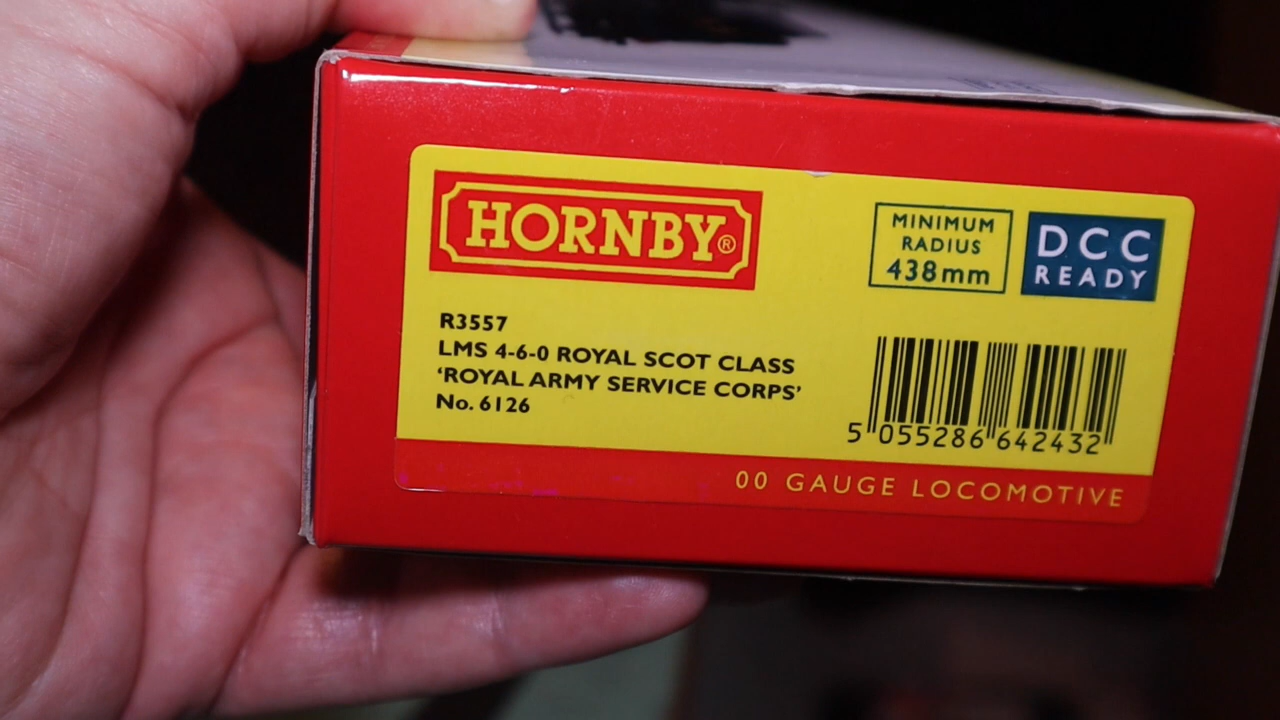 HORNBY®
MINIMUM
RADIUS
438mm
DCC
READY
R3557
LMS 4-6-0 ROYAL SCOT CLASS
‘ROYAL ARMY SERVICE CORPS’
No. 6126
5 055286 642432
00 GAUGE LOCOMOTIVE